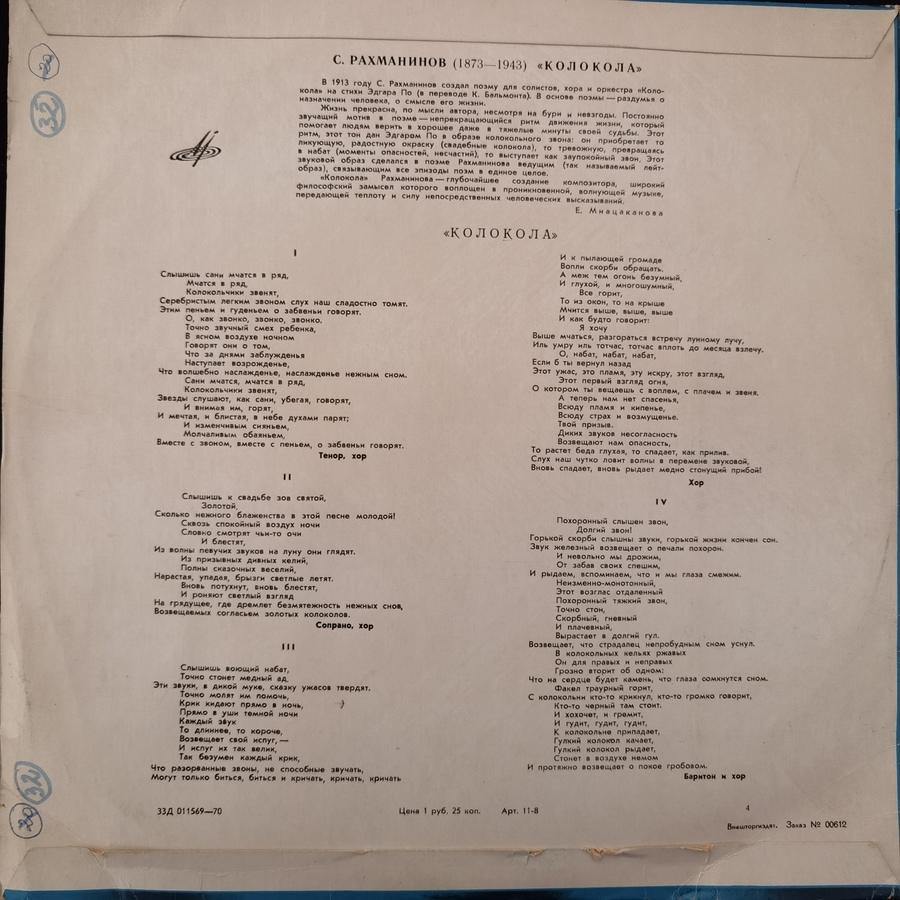 С. РАХМАНИНОВ (1873—1943) «КОЛОКОЛА»
В 1913 году С. Рахманинов создал поэму для солистов, хора и оркестра «Коло-
кола» на стихи Эдгара По (в переводе К. Бальмонта). В основе поэмы — раздумья о
назначении человека, о смысле его жизни.
Жизнь прекрасна, по мысли автора, несмотря на бури и невзгоды. Постоянно
звучащий мотив в поэме — непрекращающийся ритм движения жизни, который
помогает людям верить в хорошее даже в тяжелые минуты своей судьбы. Этот
ритм, этот тон дан Эдгаром По в образе колокольного звона: он приобретает то
ликующую, радостную окраску (свадебные колокола), то тревожную, превращаясь
в набат (моменты опасностей, несчастий), то выступает как заупокойный звон. Этот
звуковой образ сделался в поэме Рахманинова ведущим (так называемый лейт-
образ), связывающим все эпизоды поэм в единое целое.
«Колокола» Рахманинова — глубочайшее создание композитора, широкий
философский замысел которого воплощен в проникновенной, волнующей музыке,
передающей теплоту и силу непосредственных человеческих высказываний.
Е. Мнацаканова
«КОЛОКОЛА»
I
Слышишь сани мчатся в ряд,
Мчатся в ряд,
Колокольчики звенят,
Серебристым легким звоном слух наш сладостно томят.
Этим пеньем и гуденьем о забвеньи говорят.
О, как звонко, звонко, звонко,
Точно звучный смех ребенка,
В ясном воздухе ночном
Говорят они о том,
Что за днями заблужденья
Наступает возрожденье,
Что волшебно наслажденье, наслажденье нежным сном.
Сани мчатся, мчатся в ряд,
Колокольчики звенят,
Звезды слушают, как сани, убегая, говорят,
И внимая им, горят,
И мечтая, и блистая, в небе духами парят;
И изменчивым сияньем,
Молчаливым обаяньем,
Вместе с звоном, вместе с пеньем, о забвеньи говорят.
Тенор, хор
II
Слышишь к свадьбе зов святой,
Золотой,
Сколько нежного блаженства в этой песне молодой!
Сквозь спокойный воздух ночи
Словно смотрят чьи-то очи
И блестят,
Из волны певучих звуков на луну они глядят.
Из призывных дивных келий,
Полны сказочных веселий,
Нарастая, упадая, брызги светлые летят.
Вновь потухнут, вновь блестят,
И роняют светлый взгляд
На грядущее, где дремлет безмятежность нежных снов,
Возвещаемых согласьем золотых колоколов.
Сопрано, хор
III
Слышишь воющий набат,
Точно стонет медный ад,
Эти звуки, в дикой муке, сказку ужасов твердят.
Точно молят им помочь,
Крик кидают прямо в ночь,
Прямо в уши темной ночи
Каждый звук
То длиннее, то короче,
Возвещает свой испуг,—
И испуг их так велик,
Так безумен каждый крик,
Что разорванные звоны, не способные звучать,
Могут только биться, биться и кричать, кричать, кричать
И к пылающей громаде
Вопли скорби обращать.
А меж тем огонь безумный,
И глухой, и многошумный,
Все горит,
То из окон, то на крыше
Мчится выше, выше, выше
И как будто говорит:
Я хочу
Выше мчаться, разгораться встречу лунному лучу,
Иль умру иль тотчас, тотчас вплоть до месяца взлечу.
О, набат, набат, набат,
Если б ты вернул назад
Этот ужас, это пламя, эту искру, этот взгляд,
Этот первый взгляд огня,
О котором ты вещаешь с воплем, с плачем и звеня.
А теперь нам нет спасенья,
Всюду пламя и кипенье,
Всюду страх и возмущенье.
Твой призыв.
Диких звуков несогласность
Возвещают нам опасность,
То растет беда глухая, то спадает, как прилив.
Слух наш чутко ловит волны в перемене звуковой,
Вновь спадает, вновь рыдает медно стонущий прибой!
Хор
IV
Похоронный слышен звон,
Долгий звон!
Горькой скорби слышны звуки, горькой жизни кончен сон.
Звук железный возвещает о печали похорон.
И невольно мы дрожим,
От забав своих спешим,
И рыдаем, вспоминаем, что и мы глаза смежим.
Неизменно-монотонный,
Этот возглас отдаленный
Похоронный тяжкий звон,
Точно стон,
Скорбный, гневный
И плачевный,
Вырастает в долгий гул.
Возвещает, что страдалец непробудным сном уснул.
В колокольных кельях ржавых
Он для правых и неправых
Грозно вторит об одном:
Что на сердце будет камень, что глаза сомкнутся сном.
Факел траурный горит,
С колокольни кто-то крикнул, кто-то громко говорит,
Кто-то черный там стоит.
И хохочет, и гремит,
И гудит, гудит, гудит,
К колокольне припадает,
Гулкий колокол качает,
Гулкий колокол рыдает,
Стонет в воздухе немом
И протяжно возвещает о покое гробовом.
Баритон и хор
33Д 011569—70
Цена 1 руб. 25 коп. Арт. 11-8
4
Внешторгиздат. Заказ № 00612
20
32
32
20